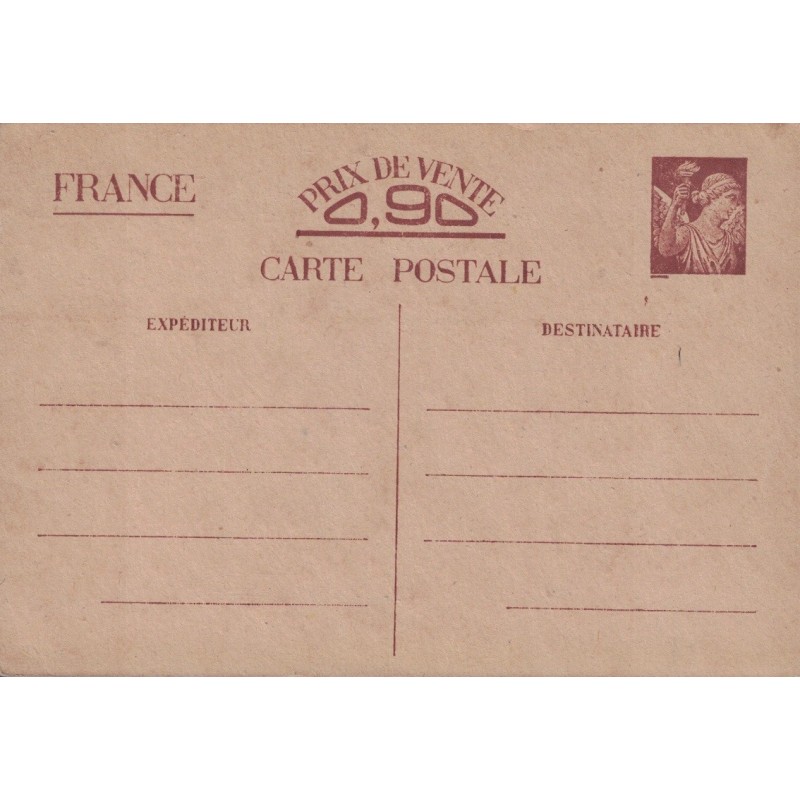 FRANCE
PRIX DE VENTE
0,90
CARTE POSTALE
EXPÉDITEUR
DESTINATAIRE